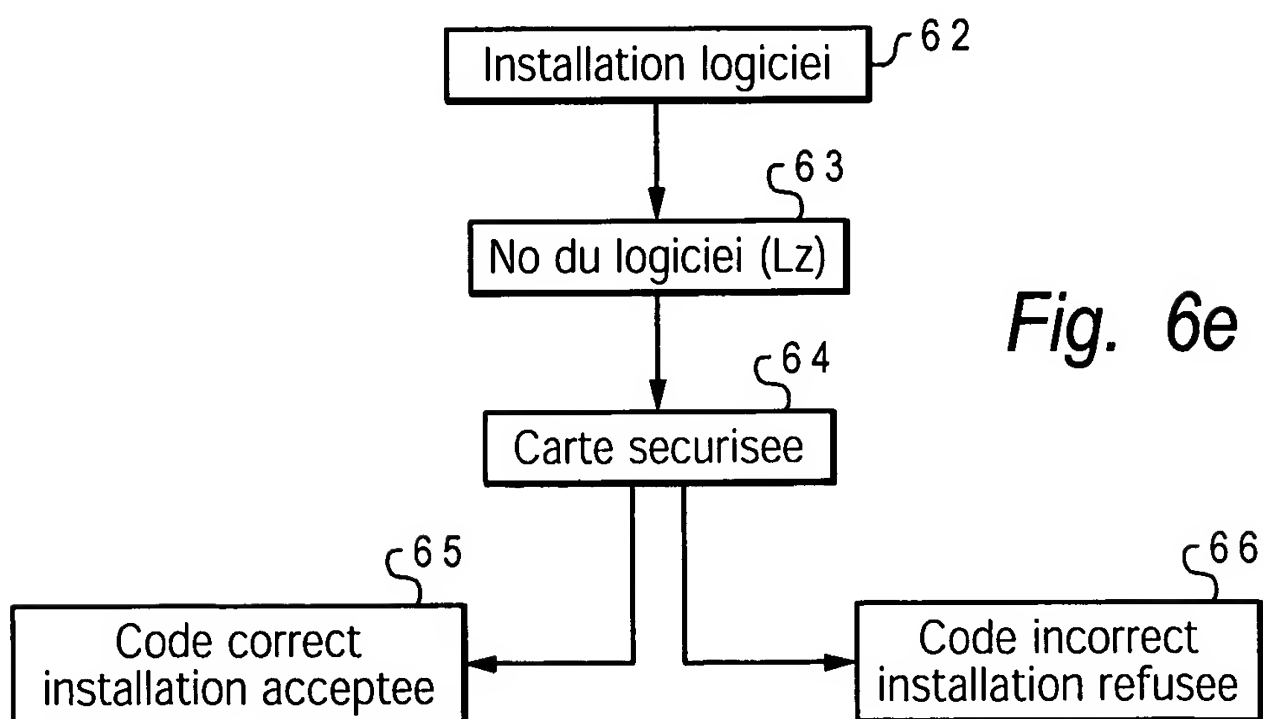 Installation logiciei
62
63
No du logiciei (Lz)
Fig. 6e
64
Carte securisee
65
Code correct
installation acceptee
66
Code incorrect
installation refusee